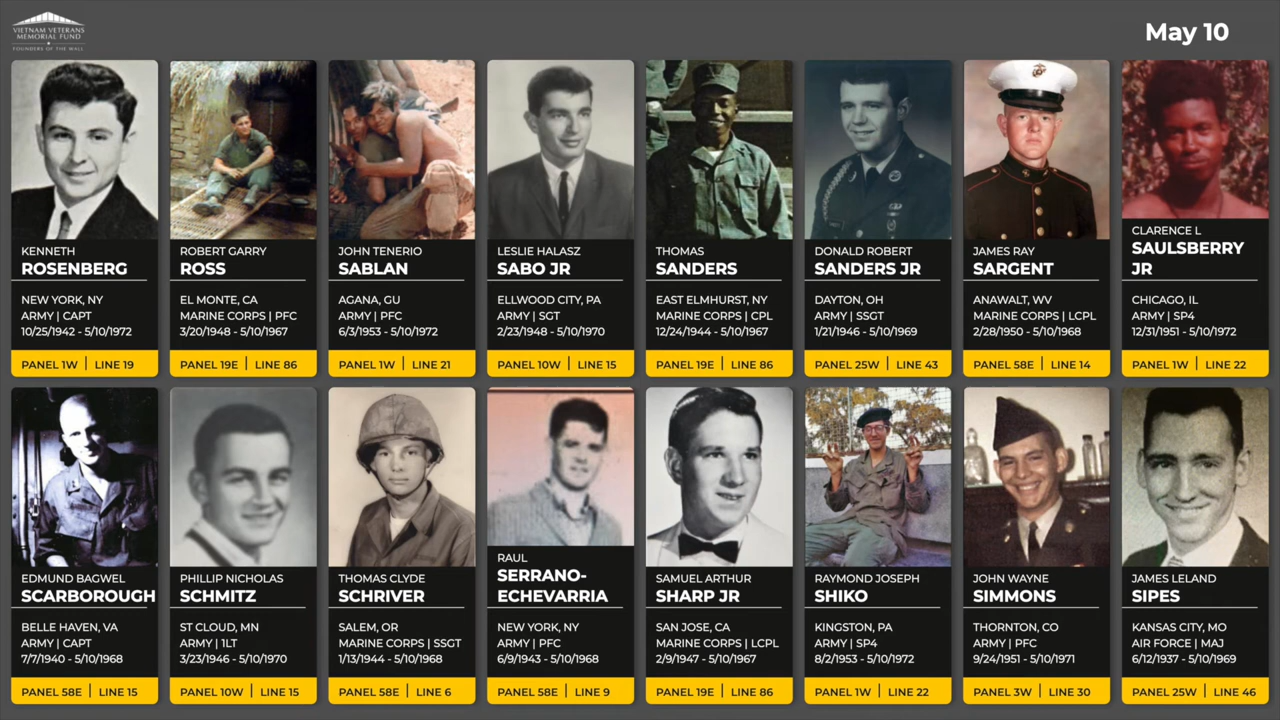 VIETNAM VETERANS
MEMORIAL FUND
FOUNDERS OF THE WALL
May 10
KENNETH
ROSENBERG
NEW YORK, NY
ARMY | CAPT
10/25/1942 - 5/10/1972
PANEL 1W | LINE 19
ROBERT GARRY
ROSS
EL MONTE, CA
MARINE CORPS | PFC
3/20/1948 - 5/10/1967
PANEL 19E | LINE 86
JOHN TENERIO
SABLAN
AGANA, GU
ARMY | PFC
6/3/1953 - 5/10/1972
PANEL 1W | LINE 21
LESLIE HALASZ
SABO JR
ELLWOOD CITY, PA
ARMY | SGT
2/23/1948 - 5/10/1970
PANEL 10W | LINE 15
THOMAS
SANDERS
EAST ELMHURST, NY
MARINE CORPS | CPL
12/24/1944 - 5/10/1967
PANEL 19E | LINE 86
DONALD ROBERT
SANDERS JR
DAYTON, OH
ARMY | SSGT
1/21/1946 - 5/10/1969
PANEL 25W | LINE 43
JAMES RAY
SARGENT
ANAWALT, WV
MARINE CORPS | LCPL
2/28/1950 - 5/10/1968
PANEL 58E | LINE 14
CLARENCE L
SAULSBERRY
JR
CHICAGO, IL
ARMY | SP4
12/31/1951 - 5/10/1972
PANEL 1W | LINE 22
EDMUND BAGWEL
SCARBOROUGH
BELLE HAVEN, VA
ARMY | CAPT
7/7/1940 - 5/10/1968
PANEL 58E | LINE 15
PHILLIP NICHOLAS
SCHMITZ
ST CLOUD, MN
ARMY | 1LT
3/23/1946 - 5/10/1970
PANEL 10W | LINE 15
THOMAS CLYDE
SCHRIVER
SALEM, OR
MARINE CORPS | SSGT
1/13/1944 - 5/10/1968
PANEL 58E | LINE 6
RAUL
SERRANO-
ECHEVARRIA
NEW YORK, NY
ARMY | PFC
6/9/1943 - 5/10/1968
PANEL 58E | LINE 9
SAMUEL ARTHUR
SHARP JR
SAN JOSE, CA
MARINE CORPS | LCPL
2/9/1947 - 5/10/1967
PANEL 19E | LINE 86
RAYMOND JOSEPH
SHIKO
KINGSTON, PA
ARMY | SP4
8/2/1953 - 5/10/1972
PANEL 1W | LINE 22
JOHN WAYNE
SIMMONS
THORNTON, CO
ARMY | PFC
9/24/1951 - 5/10/1971
PANEL 3W | LINE 30
JAMES LELAND
SIPES
KANSAS CITY, MO
AIR FORCE | MAJ
6/12/1937 - 5/10/1969
PANEL 25W | LINE 46